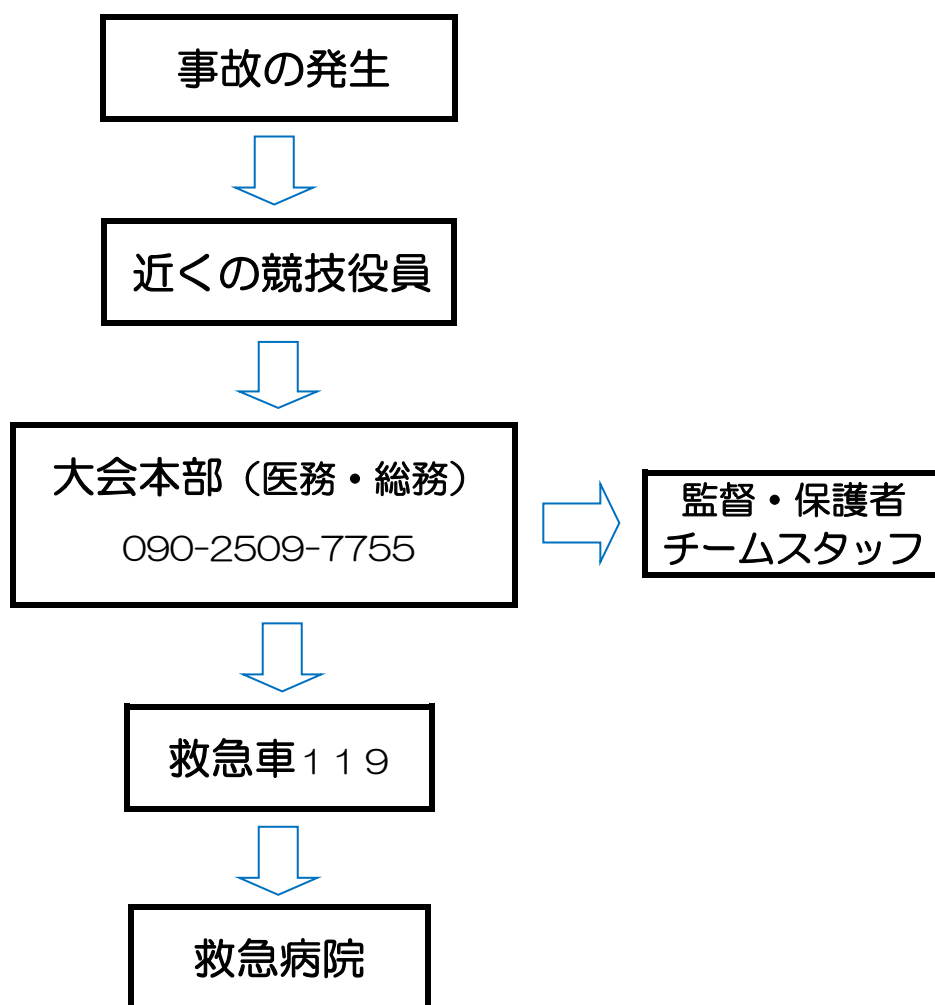 事故の発生
近くの競技役員
大会本部（医務・総務）
090-2509-7755
監督・保護者
チームスタッフ
救急車１１９
救急病院